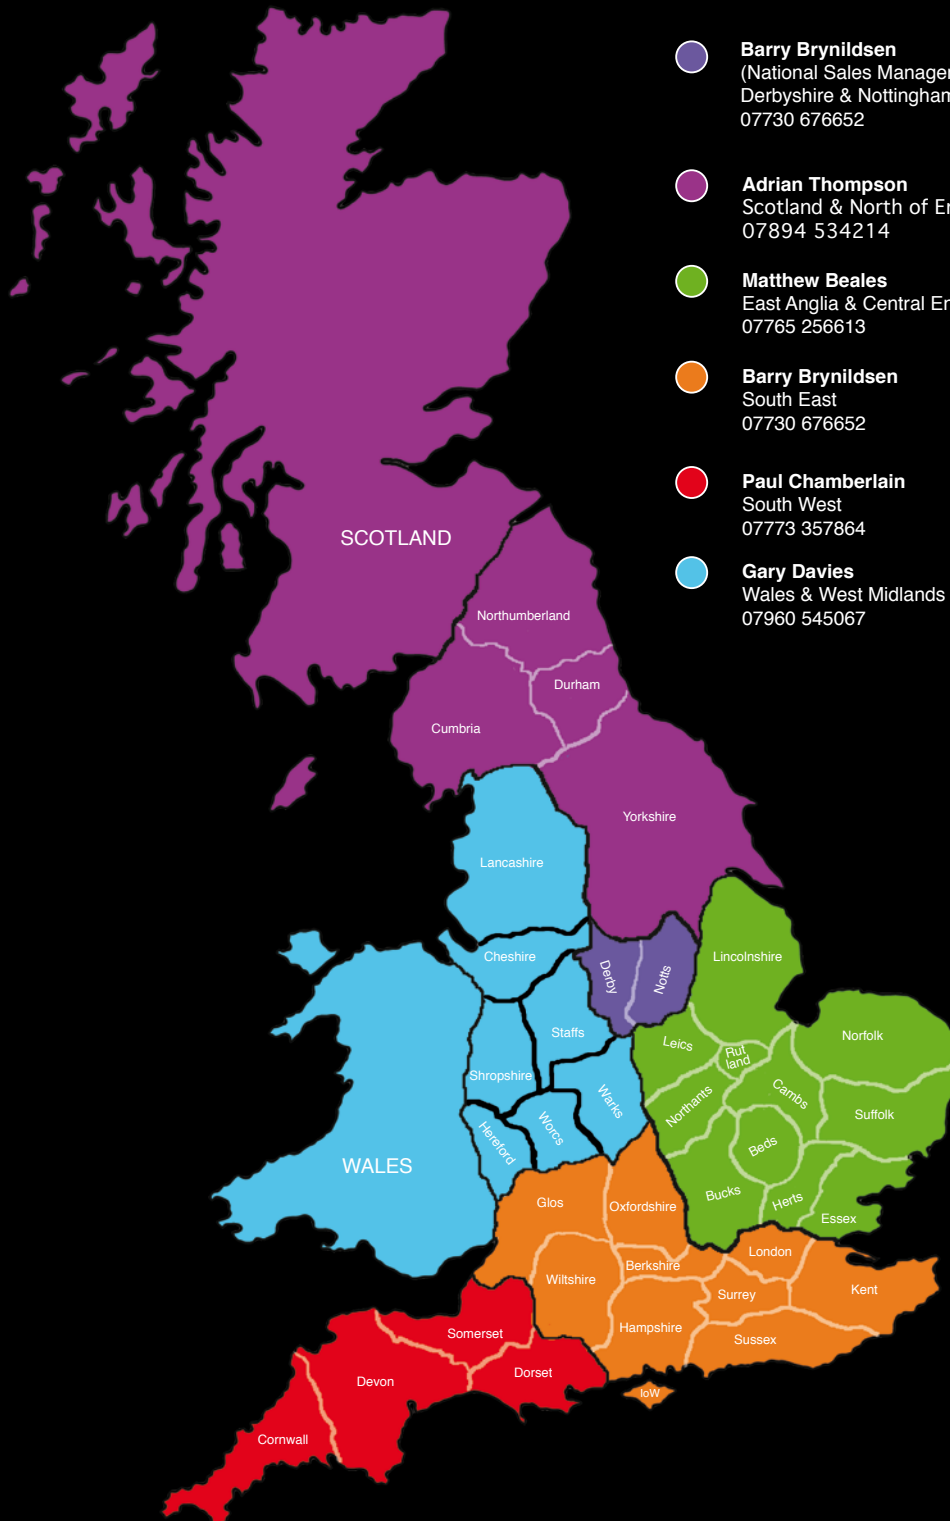 Barry Brynildsen
(National Sales Manager
Derbyshire & Nottingham
07730 676652
Adrian Thompson
Scotland & North of En
07894 534214
Matthew Beales
East Anglia & Central En
07765 256613
Barry Brynildsen
South East
07730 676652
Paul Chamberlain
South West
07773 357864
Gary Davies
Wales & West Midlands
07960 545067
SCOTLAND
Northumberland
Durham
Cumbria
Yorkshire
Lancashire
Cheshire
Derby
Notts
Lincolnshire
Staffs
Shropshire
Leics
Rut
land
Norfolk
Northants
Cambs
Suffolk
Warks
Worcs
Hereford
WALES
Beds
Bucks
Herts
Essex
Glos
Oxfordshire
London
Berkshire
Wiltshire
Surrey
Kent
Hampshire
Sussex
Somerset
Dorset
Devon
IoW
Cornwall